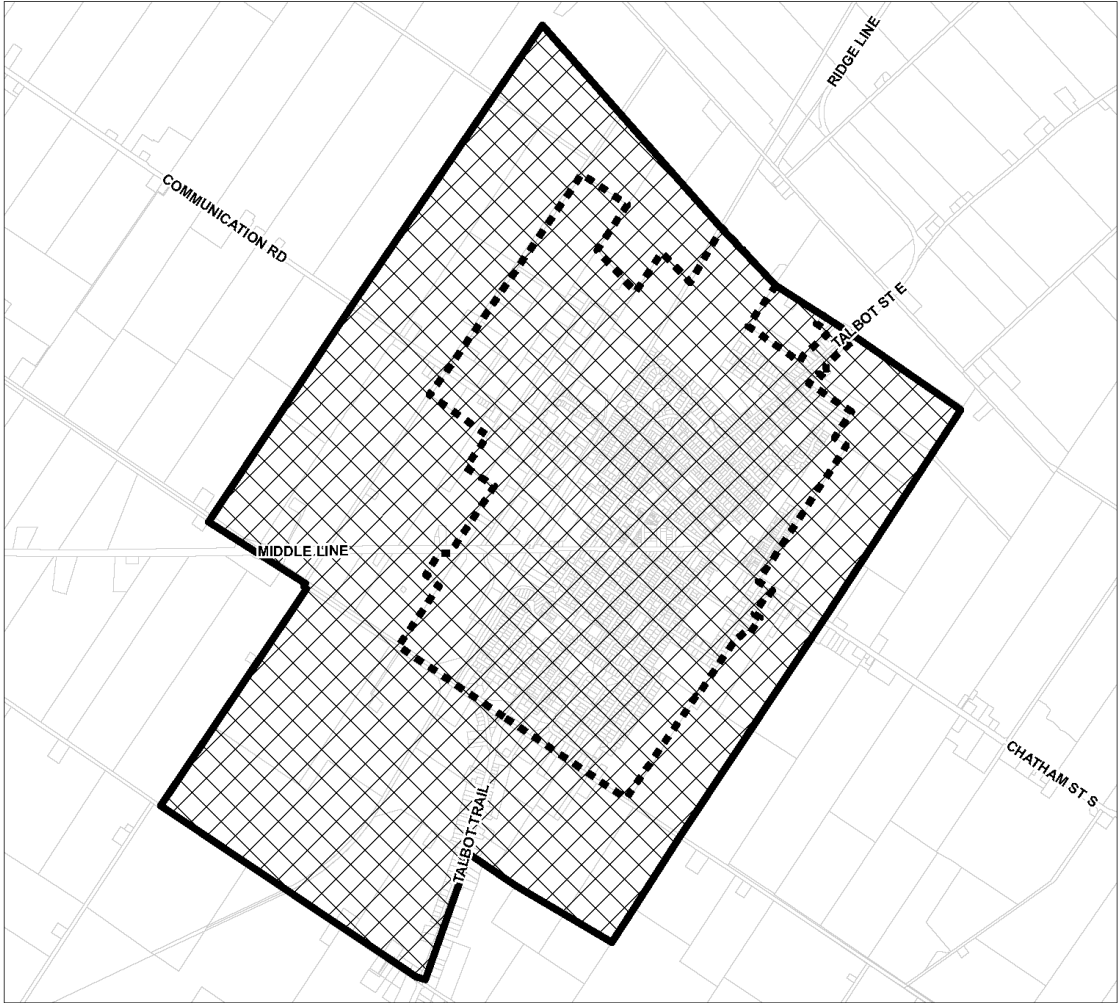 RIDGE LINE
COMMUNICATION RD
TALBOT ST E
MIDDLE LINE
CHATHAM ST S
TALBOT TRAIL